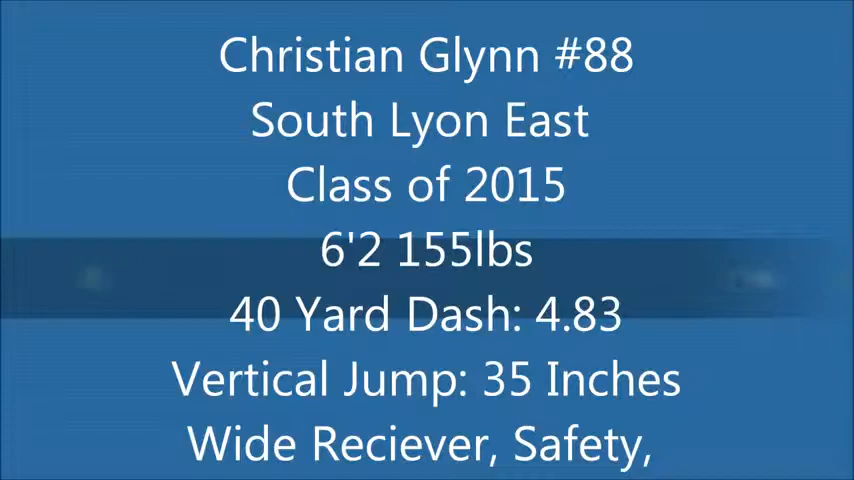 Christian Glynn #88
South Lyon East
Class of 2015
6'2 155lbs
40 Yard Dash: 4.83
Vertical Jump: 35 Inches
Wide Reciever, Safety,